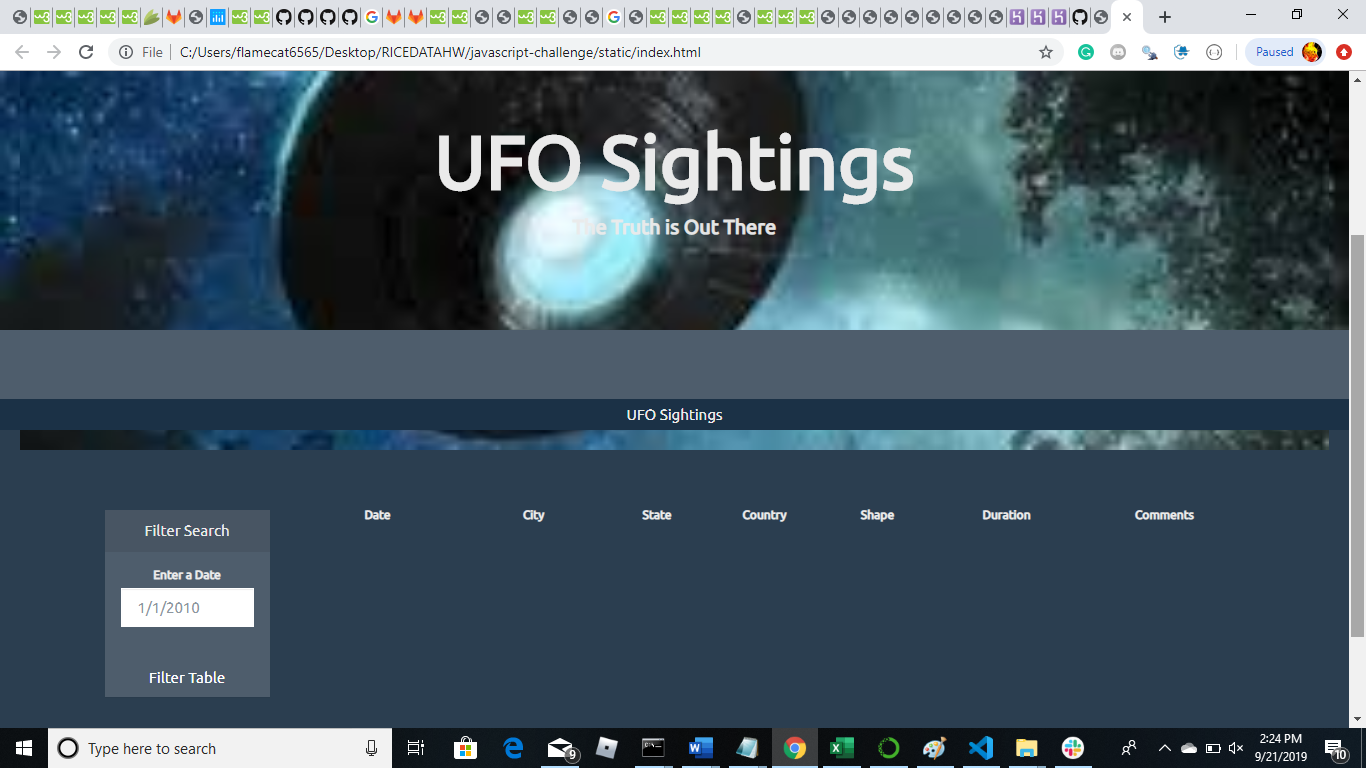 File
C:/Users/flamecat6565/Desktop/RICEDATAHW/javascript-challenge/static/index.html
Paused
UFO Sightings
The Truth is Out There
UFO Sightings
Filter Search
Enter a Date
1/1/2010
Filter Table
Date City State Country Shape Duration Comments
Type here to search
9
2:24 PM
9/21/2019
10